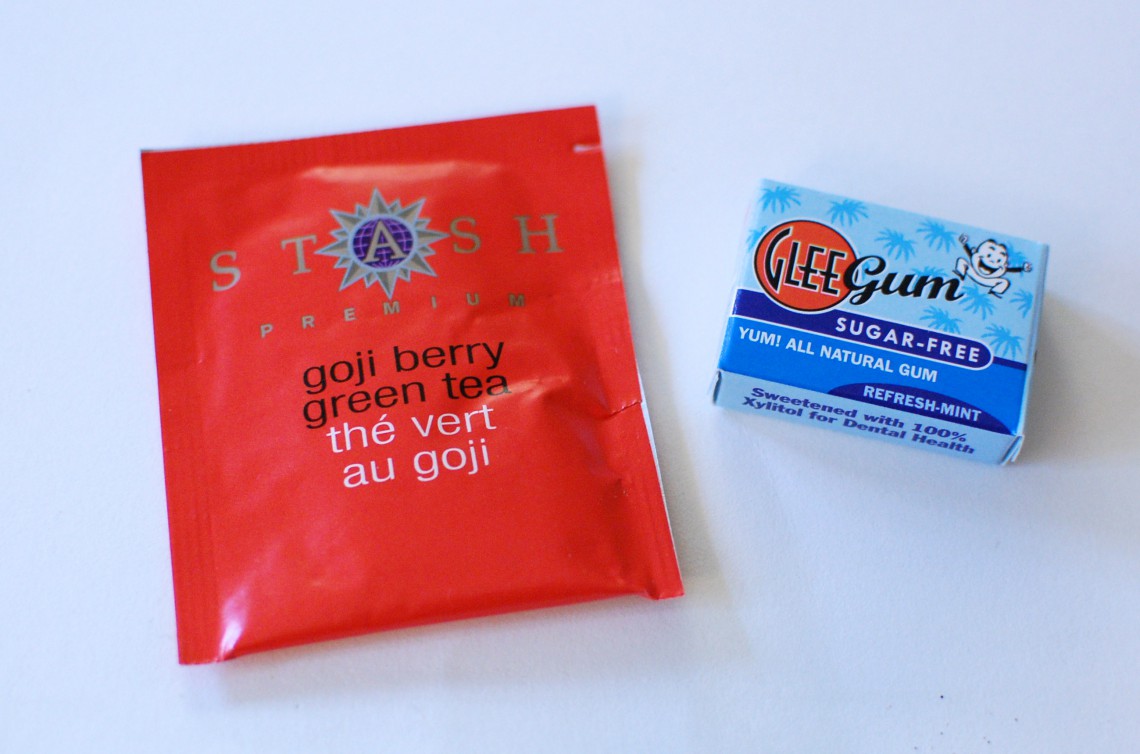 STASH
PREMIUM
goji berry
green tea
thé vert
au goji
GLEE Gum
SUGAR-FREE
YUM! ALL NATURAL GUM
REFRESH-MINT
Sweetened with 100%
Xylitol for Dental Health